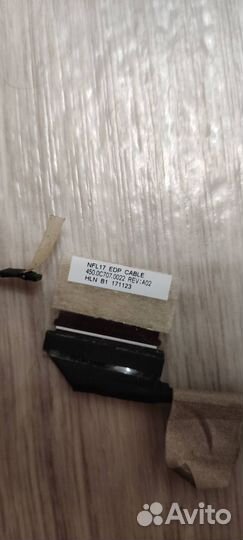 NFL17 EDP CABLE
450.0C707.0022 REV:A02
HLN B1 171123
Avito